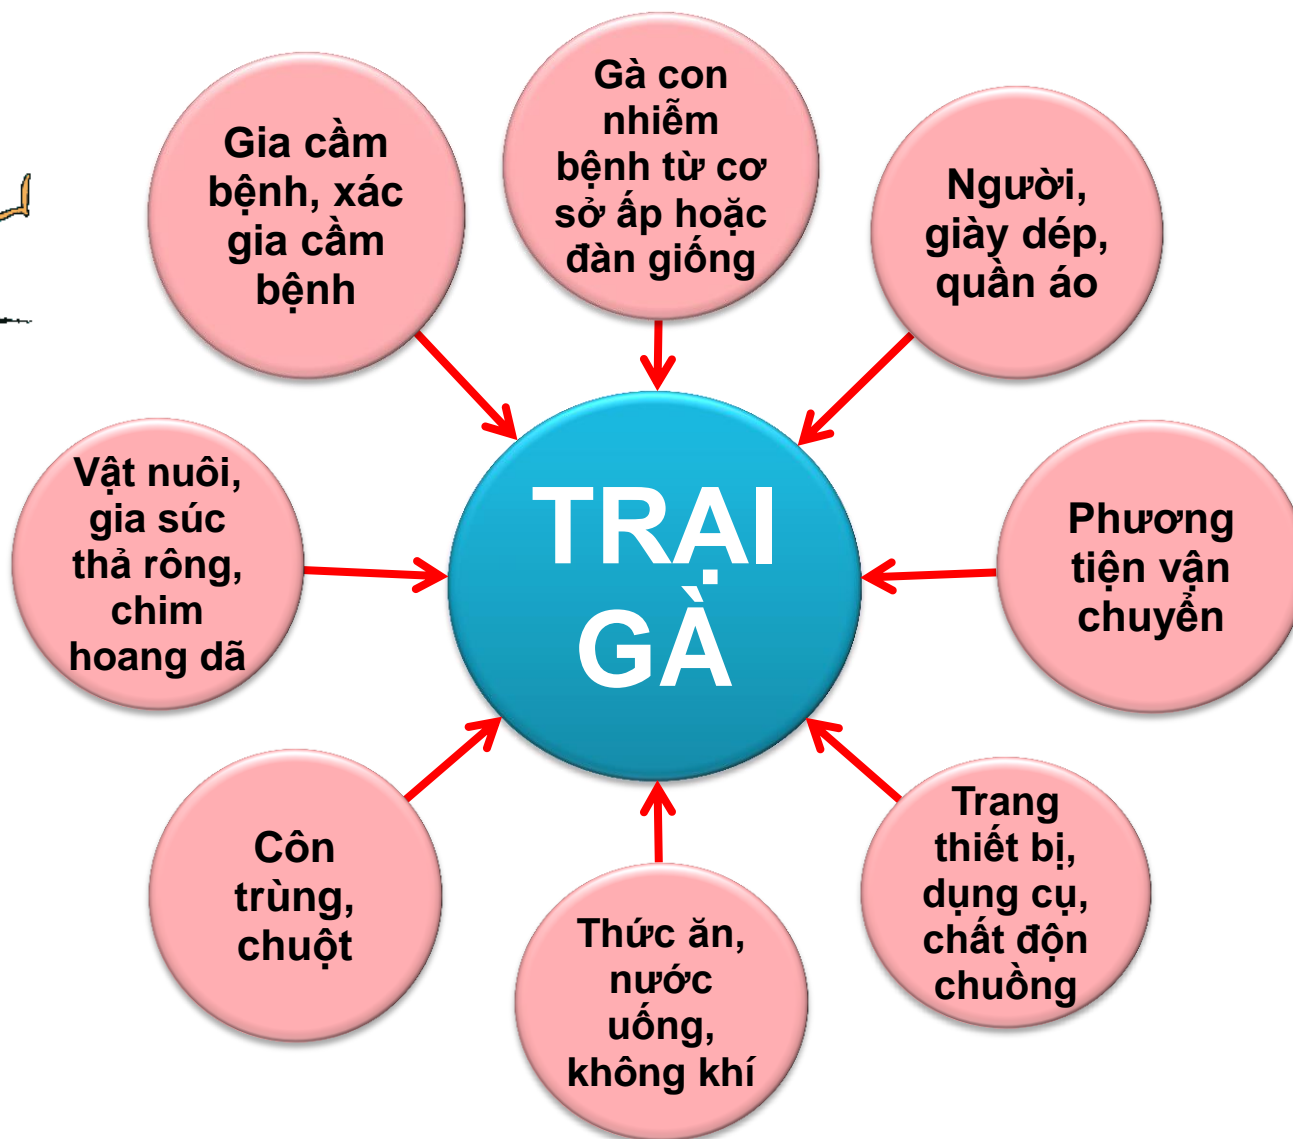 Gà con
nhiễm
bệnh từ cơ
sở ấp hoặc
đàn giống
Gia cầm
bệnh, xác
gia cầm
bệnh
Người,
giày dép,
quần áo
Vật nuôi,
gia súc
thả rông,
chim
hoang dã
TRẠI
GÀ
Phương
tiện vận
chuyển
Côn
trùng,
chuột
Trang
thiết bị,
dụng cụ,
chất độn
chuồng
Thức ăn,
nước
uống,
không khí